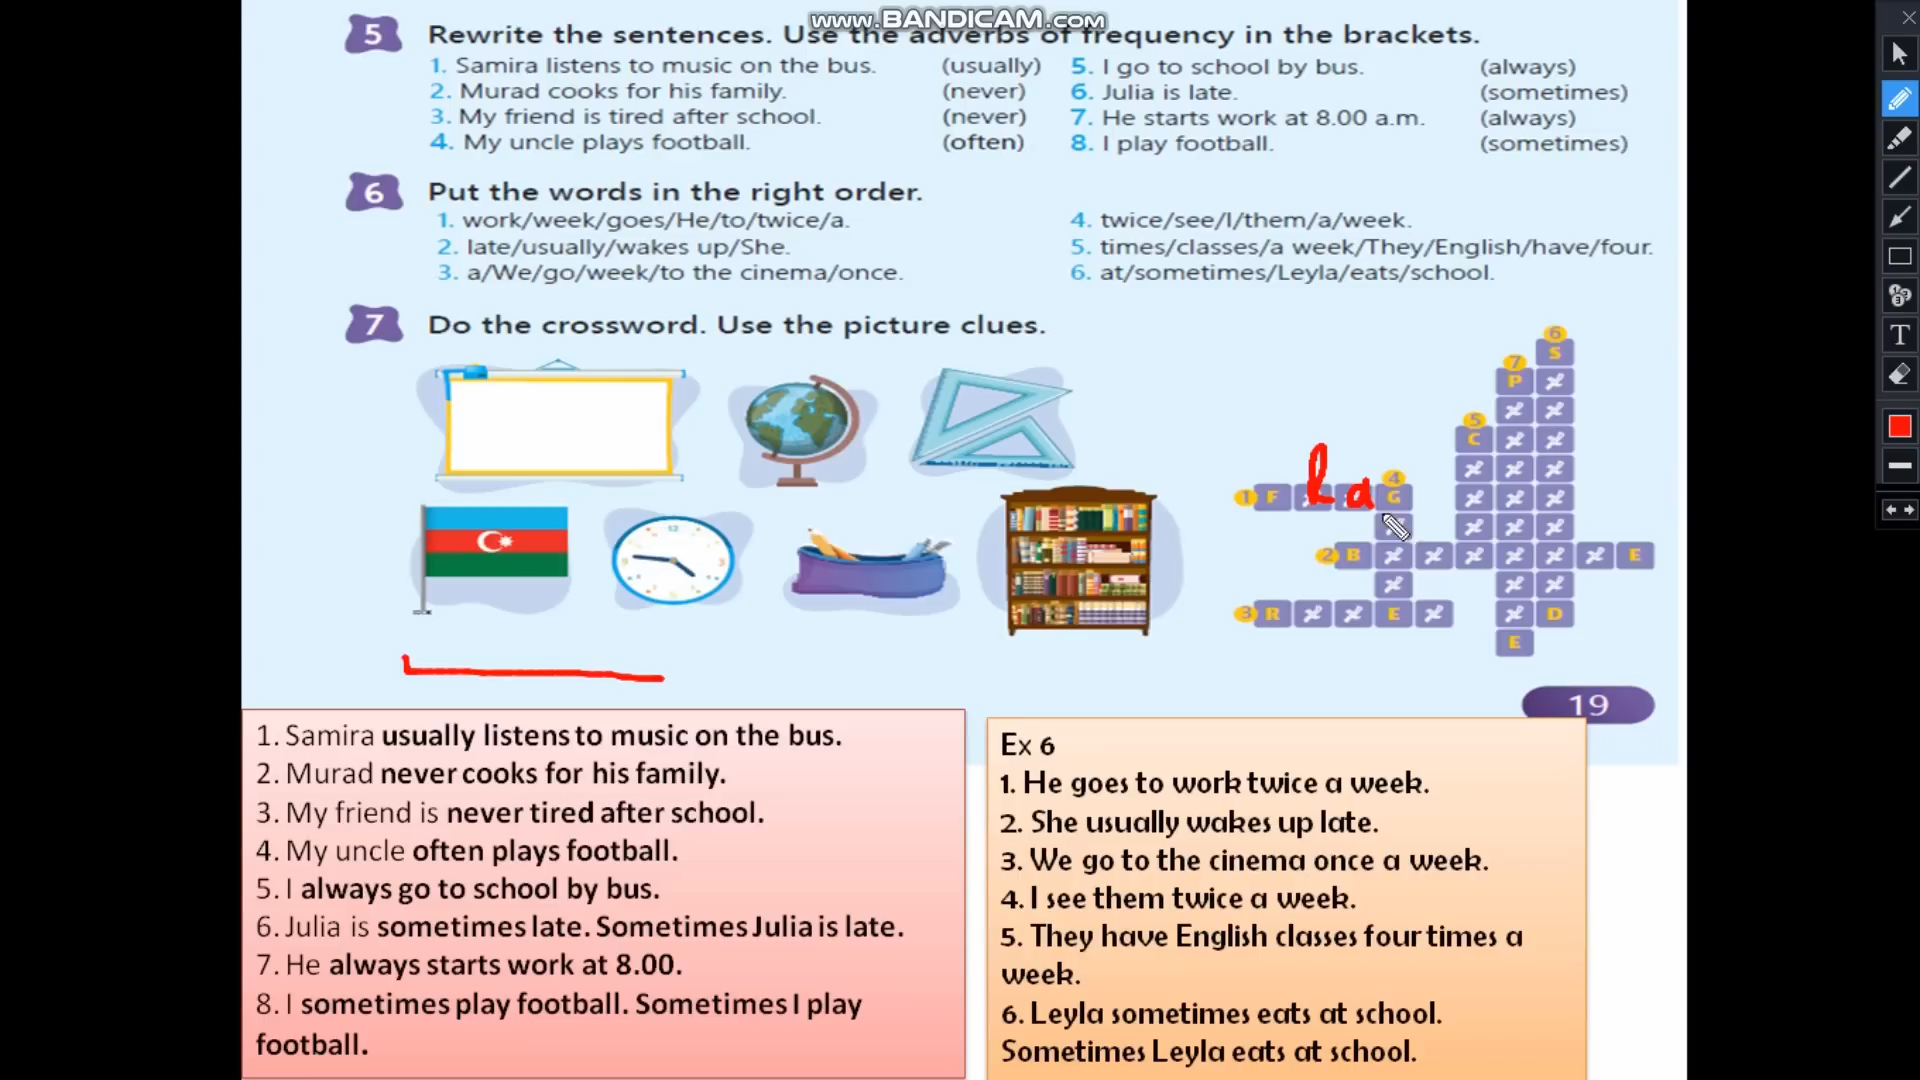 www.BANDICAM.com
5 Rewrite the sentences. Use the adverbs of frequency in the brackets.
1. Samira listens to music on the bus. (usually)
2. Murad cooks for his family. (never)
3. My friend is tired after school. (never)
4. My uncle plays football. (often)
5. I go to school by bus. (always)
6. Julia is late. (sometimes)
7. He starts work at 8.00 a.m. (always)
8. I play football. (sometimes)
6 Put the words in the right order.
1. work/week/goes/He/to/twice/a.
2. late/usually/wakes up/She.
3. a/We/go/week/to the cinema/once.
4. twice/see/I/them/a/week.
5. times/classes/a week/They/English/have/four.
6. at/sometimes/Leyla/eats/school.
7 Do the crossword. Use the picture clues.
6
S
7
P
5
C
4
1 F l a G
2 B E
3 R E
D
E
19
1. Samira usually listens to music on the bus.
2. Murad never cooks for his family.
3. My friend is never tired after school.
4. My uncle often plays football.
5. I always go to school by bus.
6. Julia is sometimes late. Sometimes Julia is late.
7. He always starts work at 8.00.
8. I sometimes play football. Sometimes I play
football.
Ex 6
1. He goes to work twice a week.
2. She usually wakes up late.
3. We go to the cinema once a week.
4. I see them twice a week.
5. They have English classes four times a
week.
6. Leyla sometimes eats at school.
Sometimes Leyla eats at school.